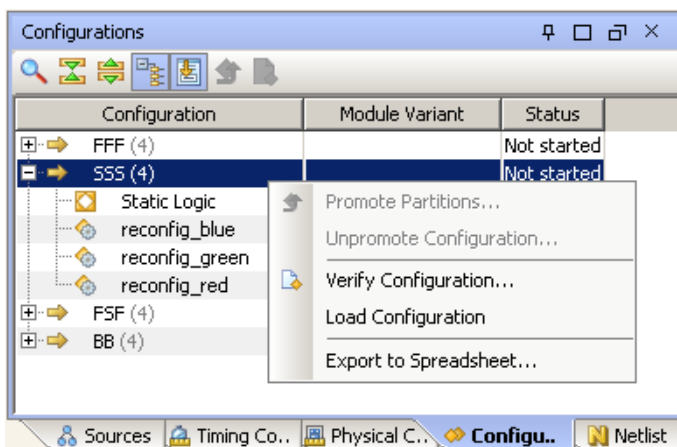 Configurations
Configuration Module Variant Status
FFF (4) Not started
SSS (4) Not started
Static Logic
Promote Partitions...
reconfig_blue
Unpromote Configuration...
reconfig_green
Verify Configuration...
reconfig_red
Load Configuration
FSF (4)
BB (4)
Export to Spreadsheet...
Sources Timing Co.. Physical C.. Configu.. Netlist